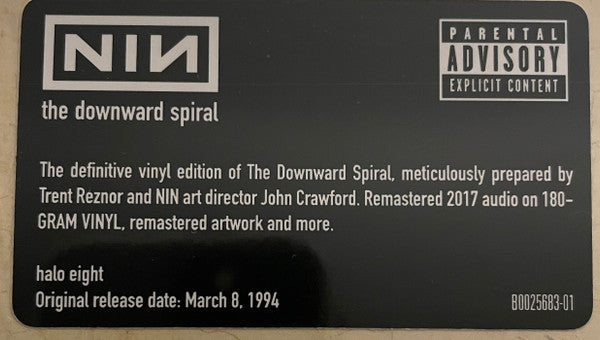 NIN
PARENTAL
ADVISORY
EXPLICIT CONTENT
the downward spiral
The definitive vinyl edition of The Downward Spiral, meticulously prepared by
Trent Reznor and NIN art director John Crawford. Remastered 2017 audio on 180-
GRAM VINYL, remastered artwork and more.
halo eight
Original release date: March 8, 1994
B0025683-01